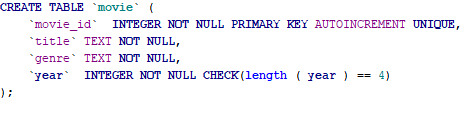 CREATE TABLE `movie` (
`movie_id` INTEGER NOT NULL PRIMARY KEY AUTOINCREMENT UNIQUE,
`title` TEXT NOT NULL,
`genre` TEXT NOT NULL,
`year` INTEGER NOT NULL CHECK(length ( year ) == 4)
);